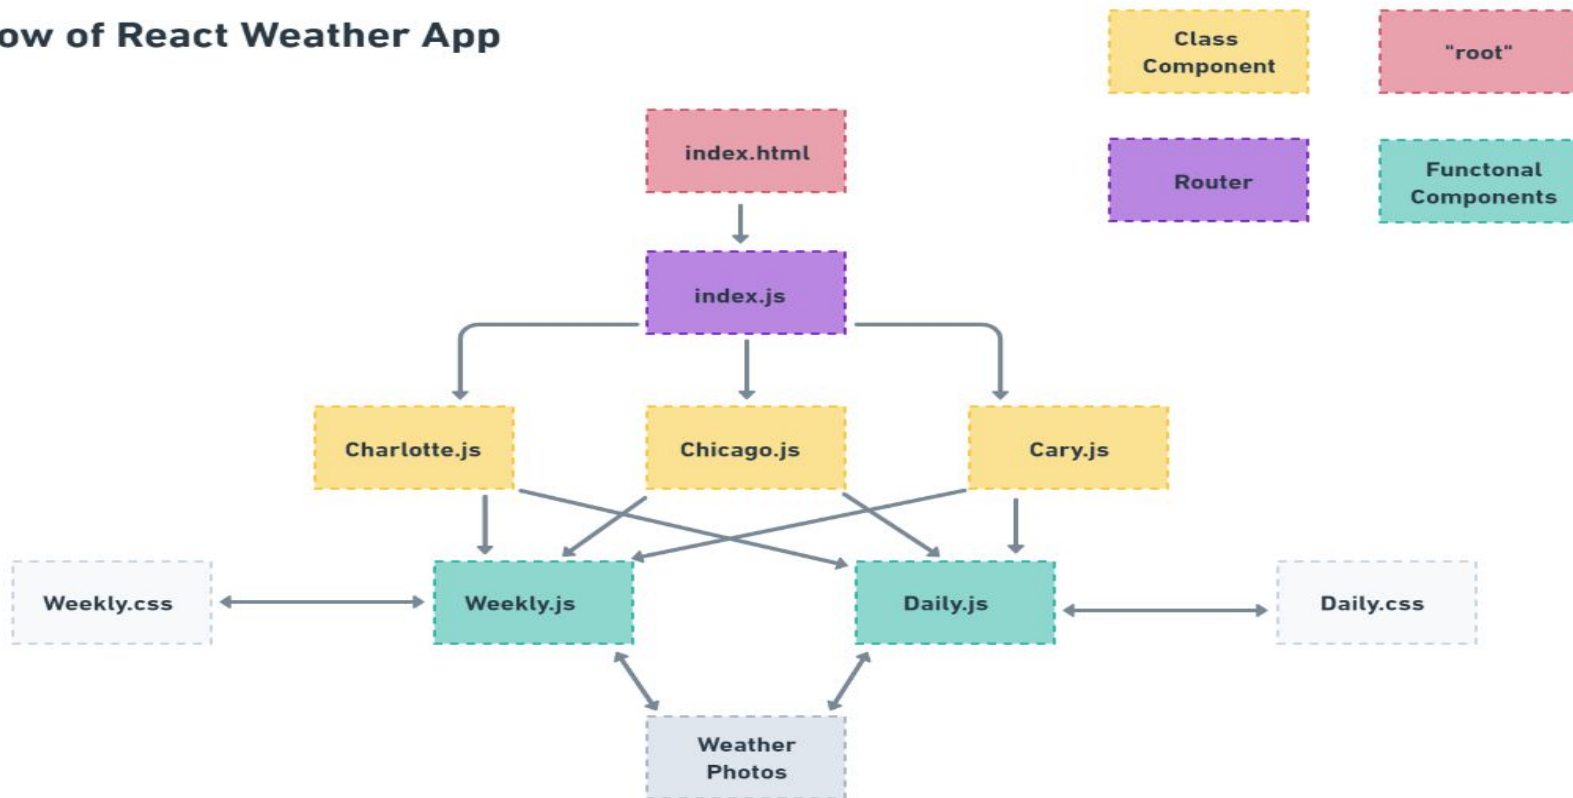 ow of React Weather App
Class
Component
"root"
Router
Functonal
Components
index.html
index.js
Charlotte.js
Chicago.js
Cary.js
Weekly.css
Weekly.js
Daily.js
Daily.css
Weather
Photos